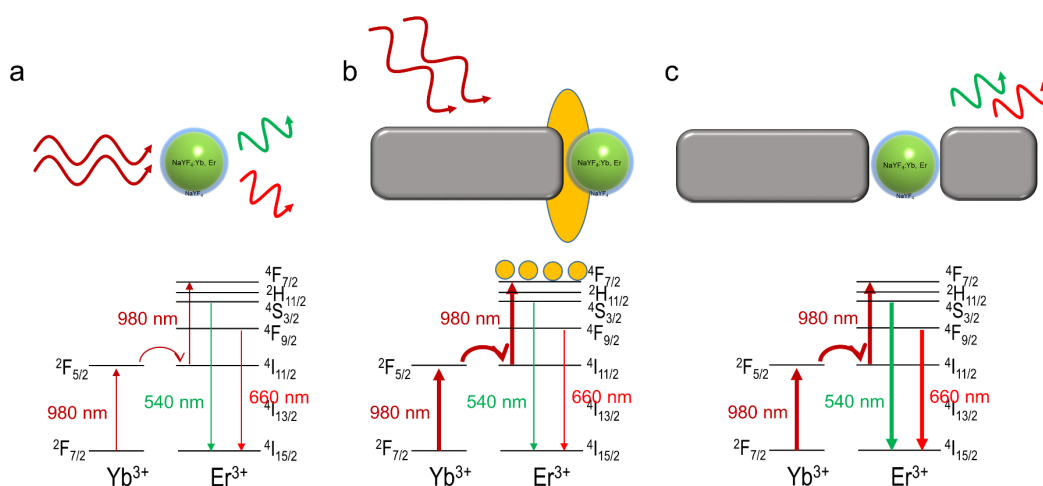 a
NaYF₄:Yb, Er
NaYF₄
⁴F₇/₂
²H₁₁/₂
⁴S₃/₂
980 nm
⁴F₉/₂
²F₅/₂
⁴I₁₁/₂
980 nm
540 nm
660 nm
⁴I₁₃/₂
²F₇/₂
⁴I₁₅/₂
Yb³⁺
Er³⁺
b
NaYF₄:Yb, Er
NaYF₄
⁴F₇/₂
²H₁₁/₂
⁴S₃/₂
980 nm
⁴F₉/₂
²F₅/₂
⁴I₁₁/₂
980 nm
540 nm
660 nm
⁴I₁₃/₂
²F₇/₂
⁴I₁₅/₂
Yb³⁺
Er³⁺
c
NaYF₄:Yb, Er
NaYF₄
⁴F₇/₂
²H₁₁/₂
⁴S₃/₂
980 nm
⁴F₉/₂
²F₅/₂
⁴I₁₁/₂
980 nm
540 nm
660 nm
⁴I₁₃/₂
²F₇/₂
⁴I₁₅/₂
Yb³⁺
Er³⁺